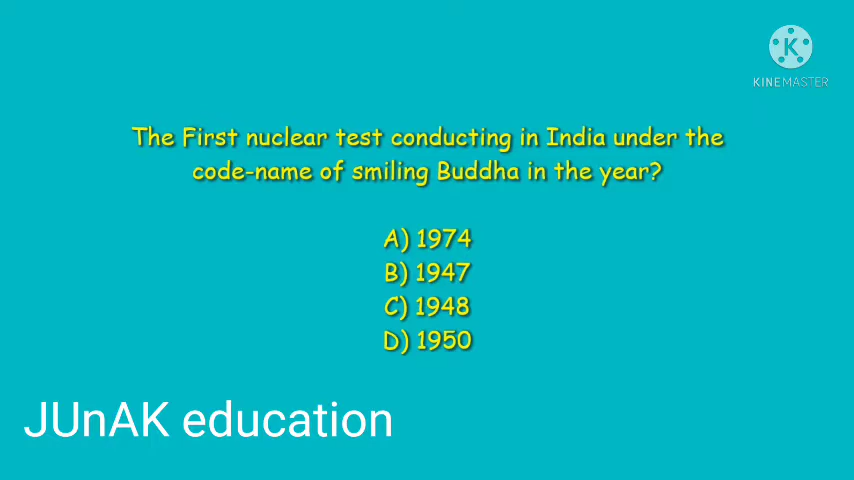 K
KINEMASTER
The First nuclear test conducting in India under the
code-name of smiling Buddha in the year?
A) 1974
B) 1947
C) 1948
D) 1950
JUnAK education